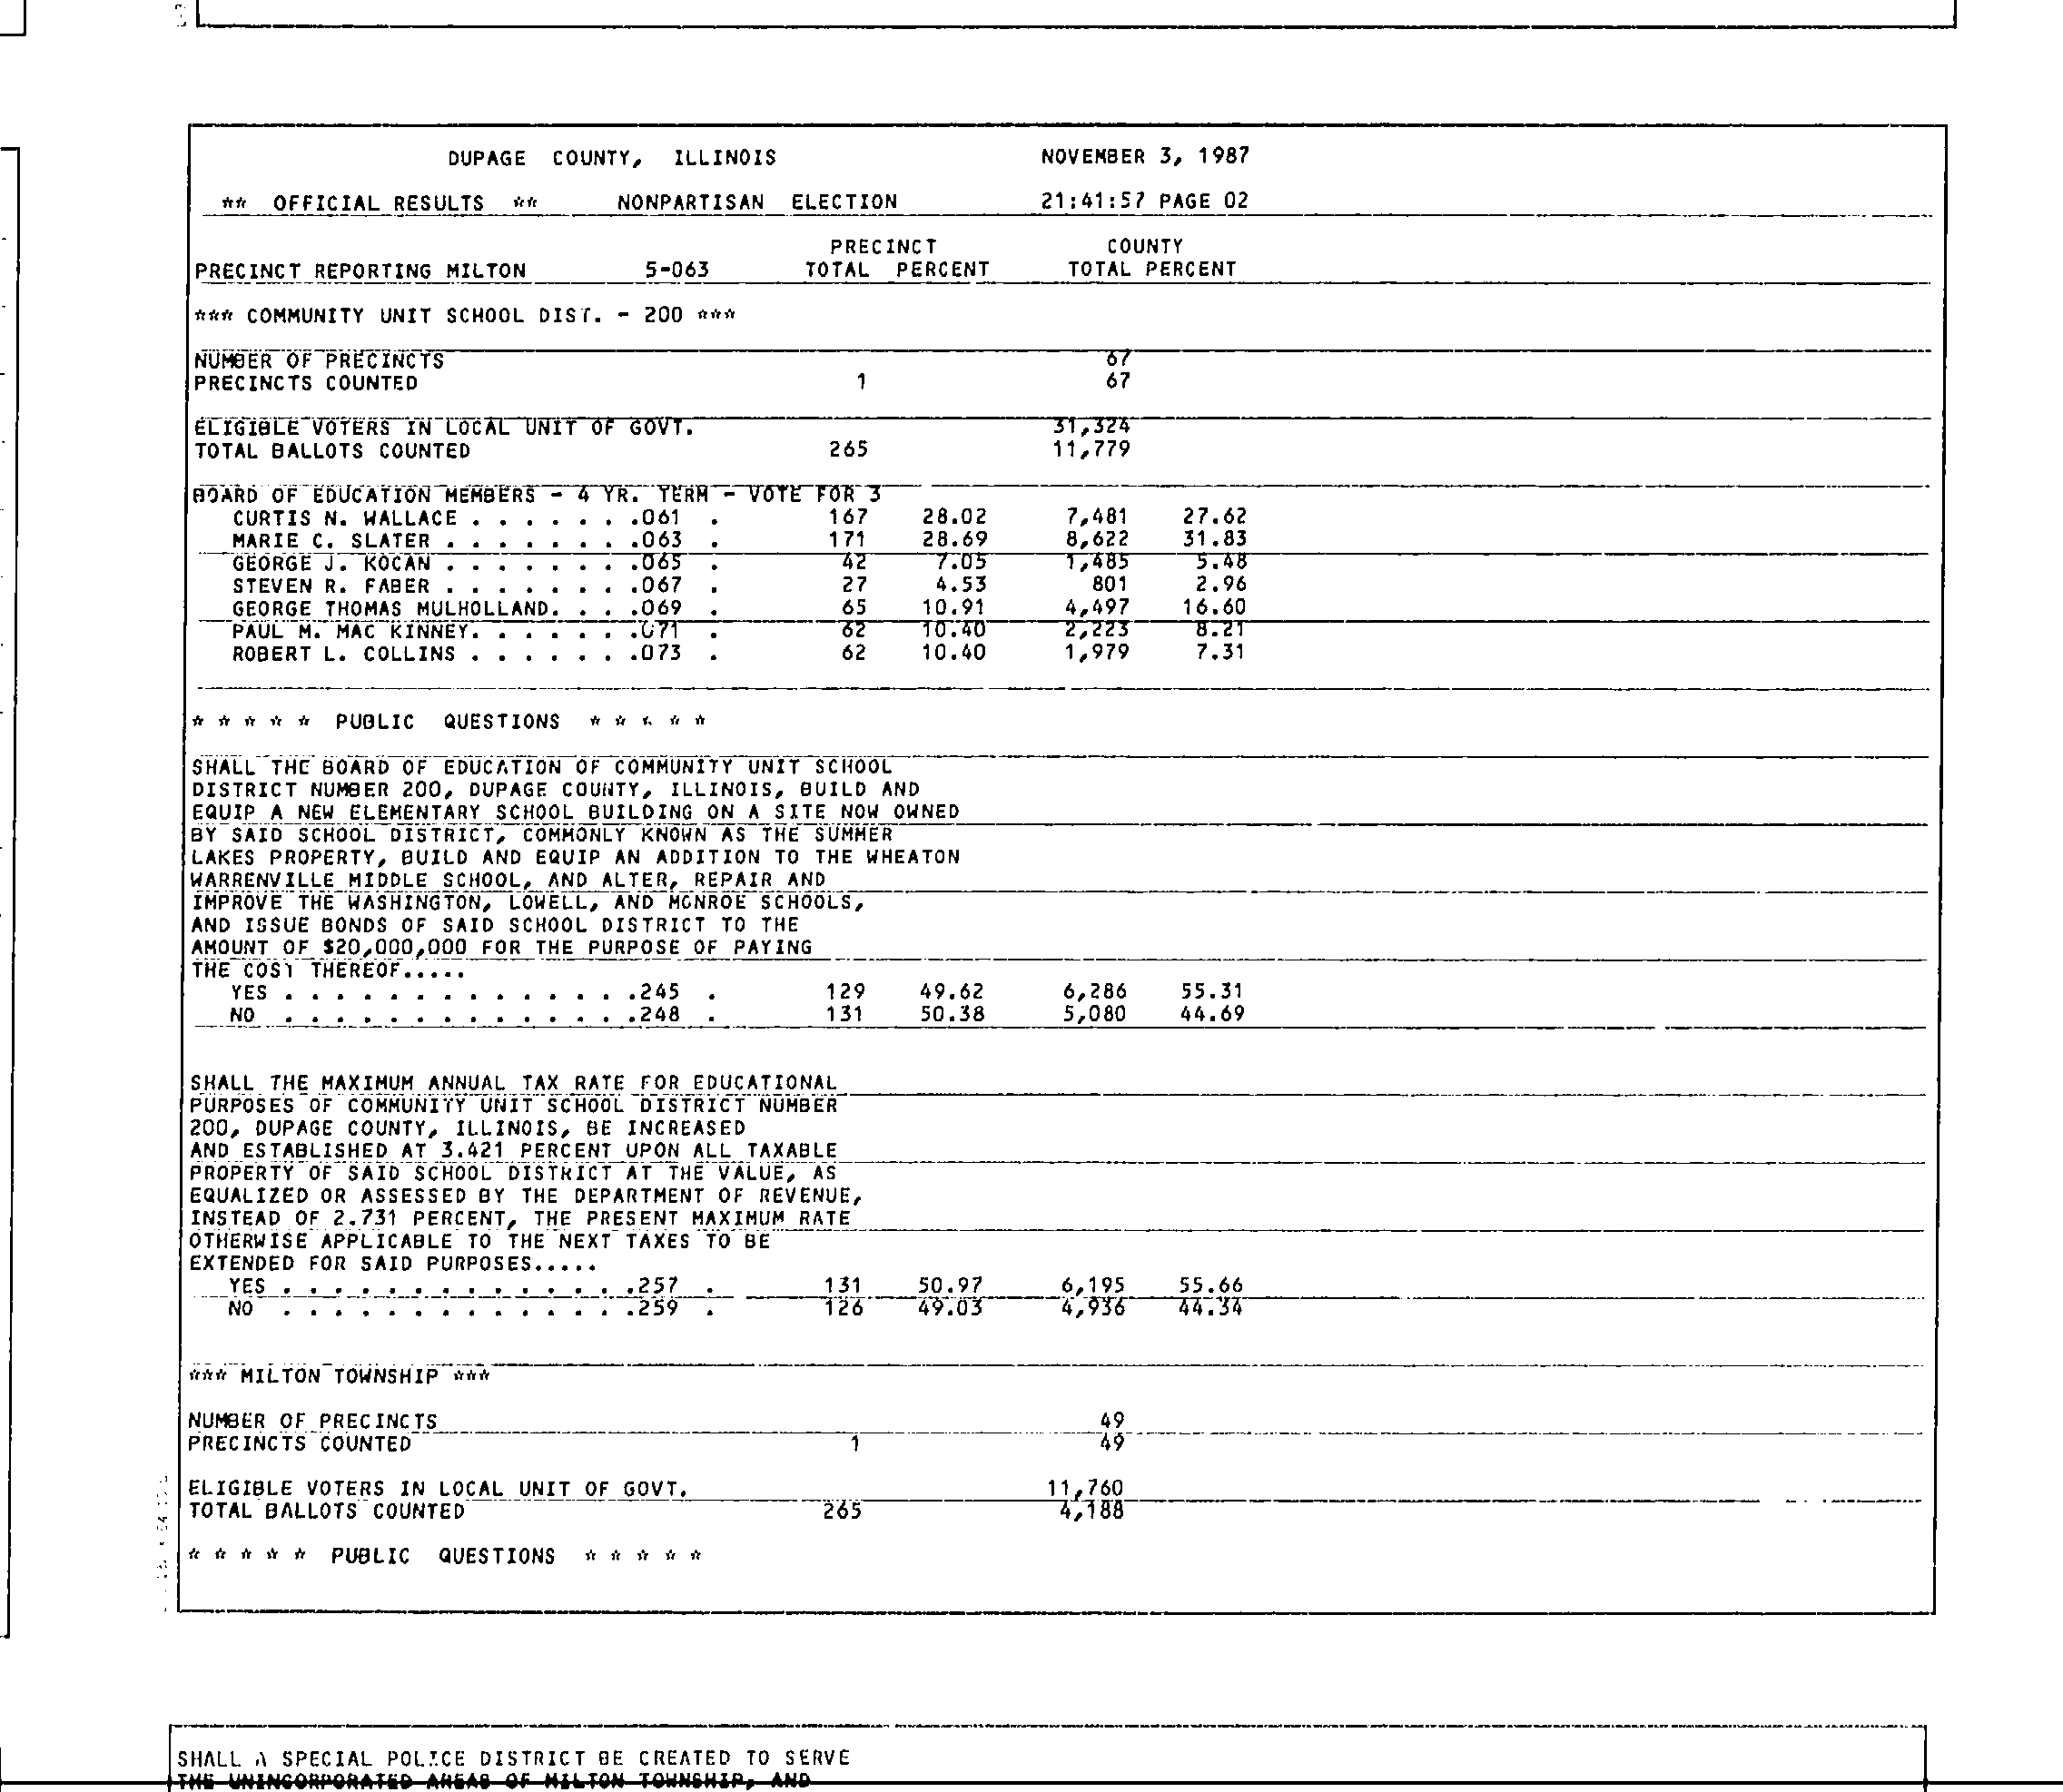 DUPAGE COUNTY, ILLINOIS NOVEMBER 3, 1987
** OFFICIAL RESULTS ** NONPARTISAN ELECTION 21:41:57 PAGE 02
PRECINCT COUNTY
PRECINCT REPORTING MILTON 5-063 TOTAL PERCENT TOTAL PERCENT
*** COMMUNITY UNIT SCHOOL DIST. - 200 ***
NUMBER OF PRECINCTS 67
PRECINCTS COUNTED 1 67
ELIGIBLE VOTERS IN LOCAL UNIT OF GOVT. 31,324
TOTAL BALLOTS COUNTED 265 11,779
BOARD OF EDUCATION MEMBERS - 4 YR. TERM - VOTE FOR 3
CURTIS N. WALLACE . . . . . . .061 . 167 28.02 7,481 27.62
MARIE C. SLATER . . . . . . . .063 . 171 28.69 8,622 31.83
GEORGE J. KOCAN . . . . . . . .065 . 42 7.05 1,485 5.48
STEVEN R. FABER . . . . . . . .067 . 27 4.53 801 2.96
GEORGE THOMAS MULHOLLAND. . . .069 . 65 10.91 4,497 16.60
PAUL M. MAC KINNEY. . . . . . .071 . 62 10.40 2,223 8.21
ROBERT L. COLLINS . . . . . . .073 . 62 10.40 1,979 7.31
* * * * * PUBLIC QUESTIONS * * * * *
SHALL THE BOARD OF EDUCATION OF COMMUNITY UNIT SCHOOL
DISTRICT NUMBER 200, DUPAGE COUNTY, ILLINOIS, BUILD AND
EQUIP A NEW ELEMENTARY SCHOOL BUILDING ON A SITE NOW OWNED
BY SAID SCHOOL DISTRICT, COMMONLY KNOWN AS THE SUMMER
LAKES PROPERTY, BUILD AND EQUIP AN ADDITION TO THE WHEATON
WARRENVILLE MIDDLE SCHOOL, AND ALTER, REPAIR AND
IMPROVE THE WASHINGTON, LOWELL, AND MONROE SCHOOLS,
AND ISSUE BONDS OF SAID SCHOOL DISTRICT TO THE
AMOUNT OF $20,000,000 FOR THE PURPOSE OF PAYING
THE COST THEREOF.....
YES . . . . . . . . . . . . . .245 . 129 49.62 6,286 55.31
NO . . . . . . . . . . . . . .248 . 131 50.38 5,080 44.69
SHALL THE MAXIMUM ANNUAL TAX RATE FOR EDUCATIONAL
PURPOSES OF COMMUNITY UNIT SCHOOL DISTRICT NUMBER
200, DUPAGE COUNTY, ILLINOIS, BE INCREASED
AND ESTABLISHED AT 3.421 PERCENT UPON ALL TAXABLE
PROPERTY OF SAID SCHOOL DISTRICT AT THE VALUE, AS
EQUALIZED OR ASSESSED BY THE DEPARTMENT OF REVENUE,
INSTEAD OF 2.731 PERCENT, THE PRESENT MAXIMUM RATE
OTHERWISE APPLICABLE TO THE NEXT TAXES TO BE
EXTENDED FOR SAID PURPOSES.....
YES . . . . . . . . . . . . . .257 . 131 50.97 6,195 55.66
NO . . . . . . . . . . . . . .259 . 126 49.03 4,936 44.34
*** MILTON TOWNSHIP ***
NUMBER OF PRECINCTS 49
PRECINCTS COUNTED 1 49
ELIGIBLE VOTERS IN LOCAL UNIT OF GOVT. 11,760
TOTAL BALLOTS COUNTED 265 4,188
* * * * * PUBLIC QUESTIONS * * * * *
SHALL A SPECIAL POLICE DISTRICT BE CREATED TO SERVE
THE UNINCORPORATED AREAS OF MILTON TOWNSHIP, AND